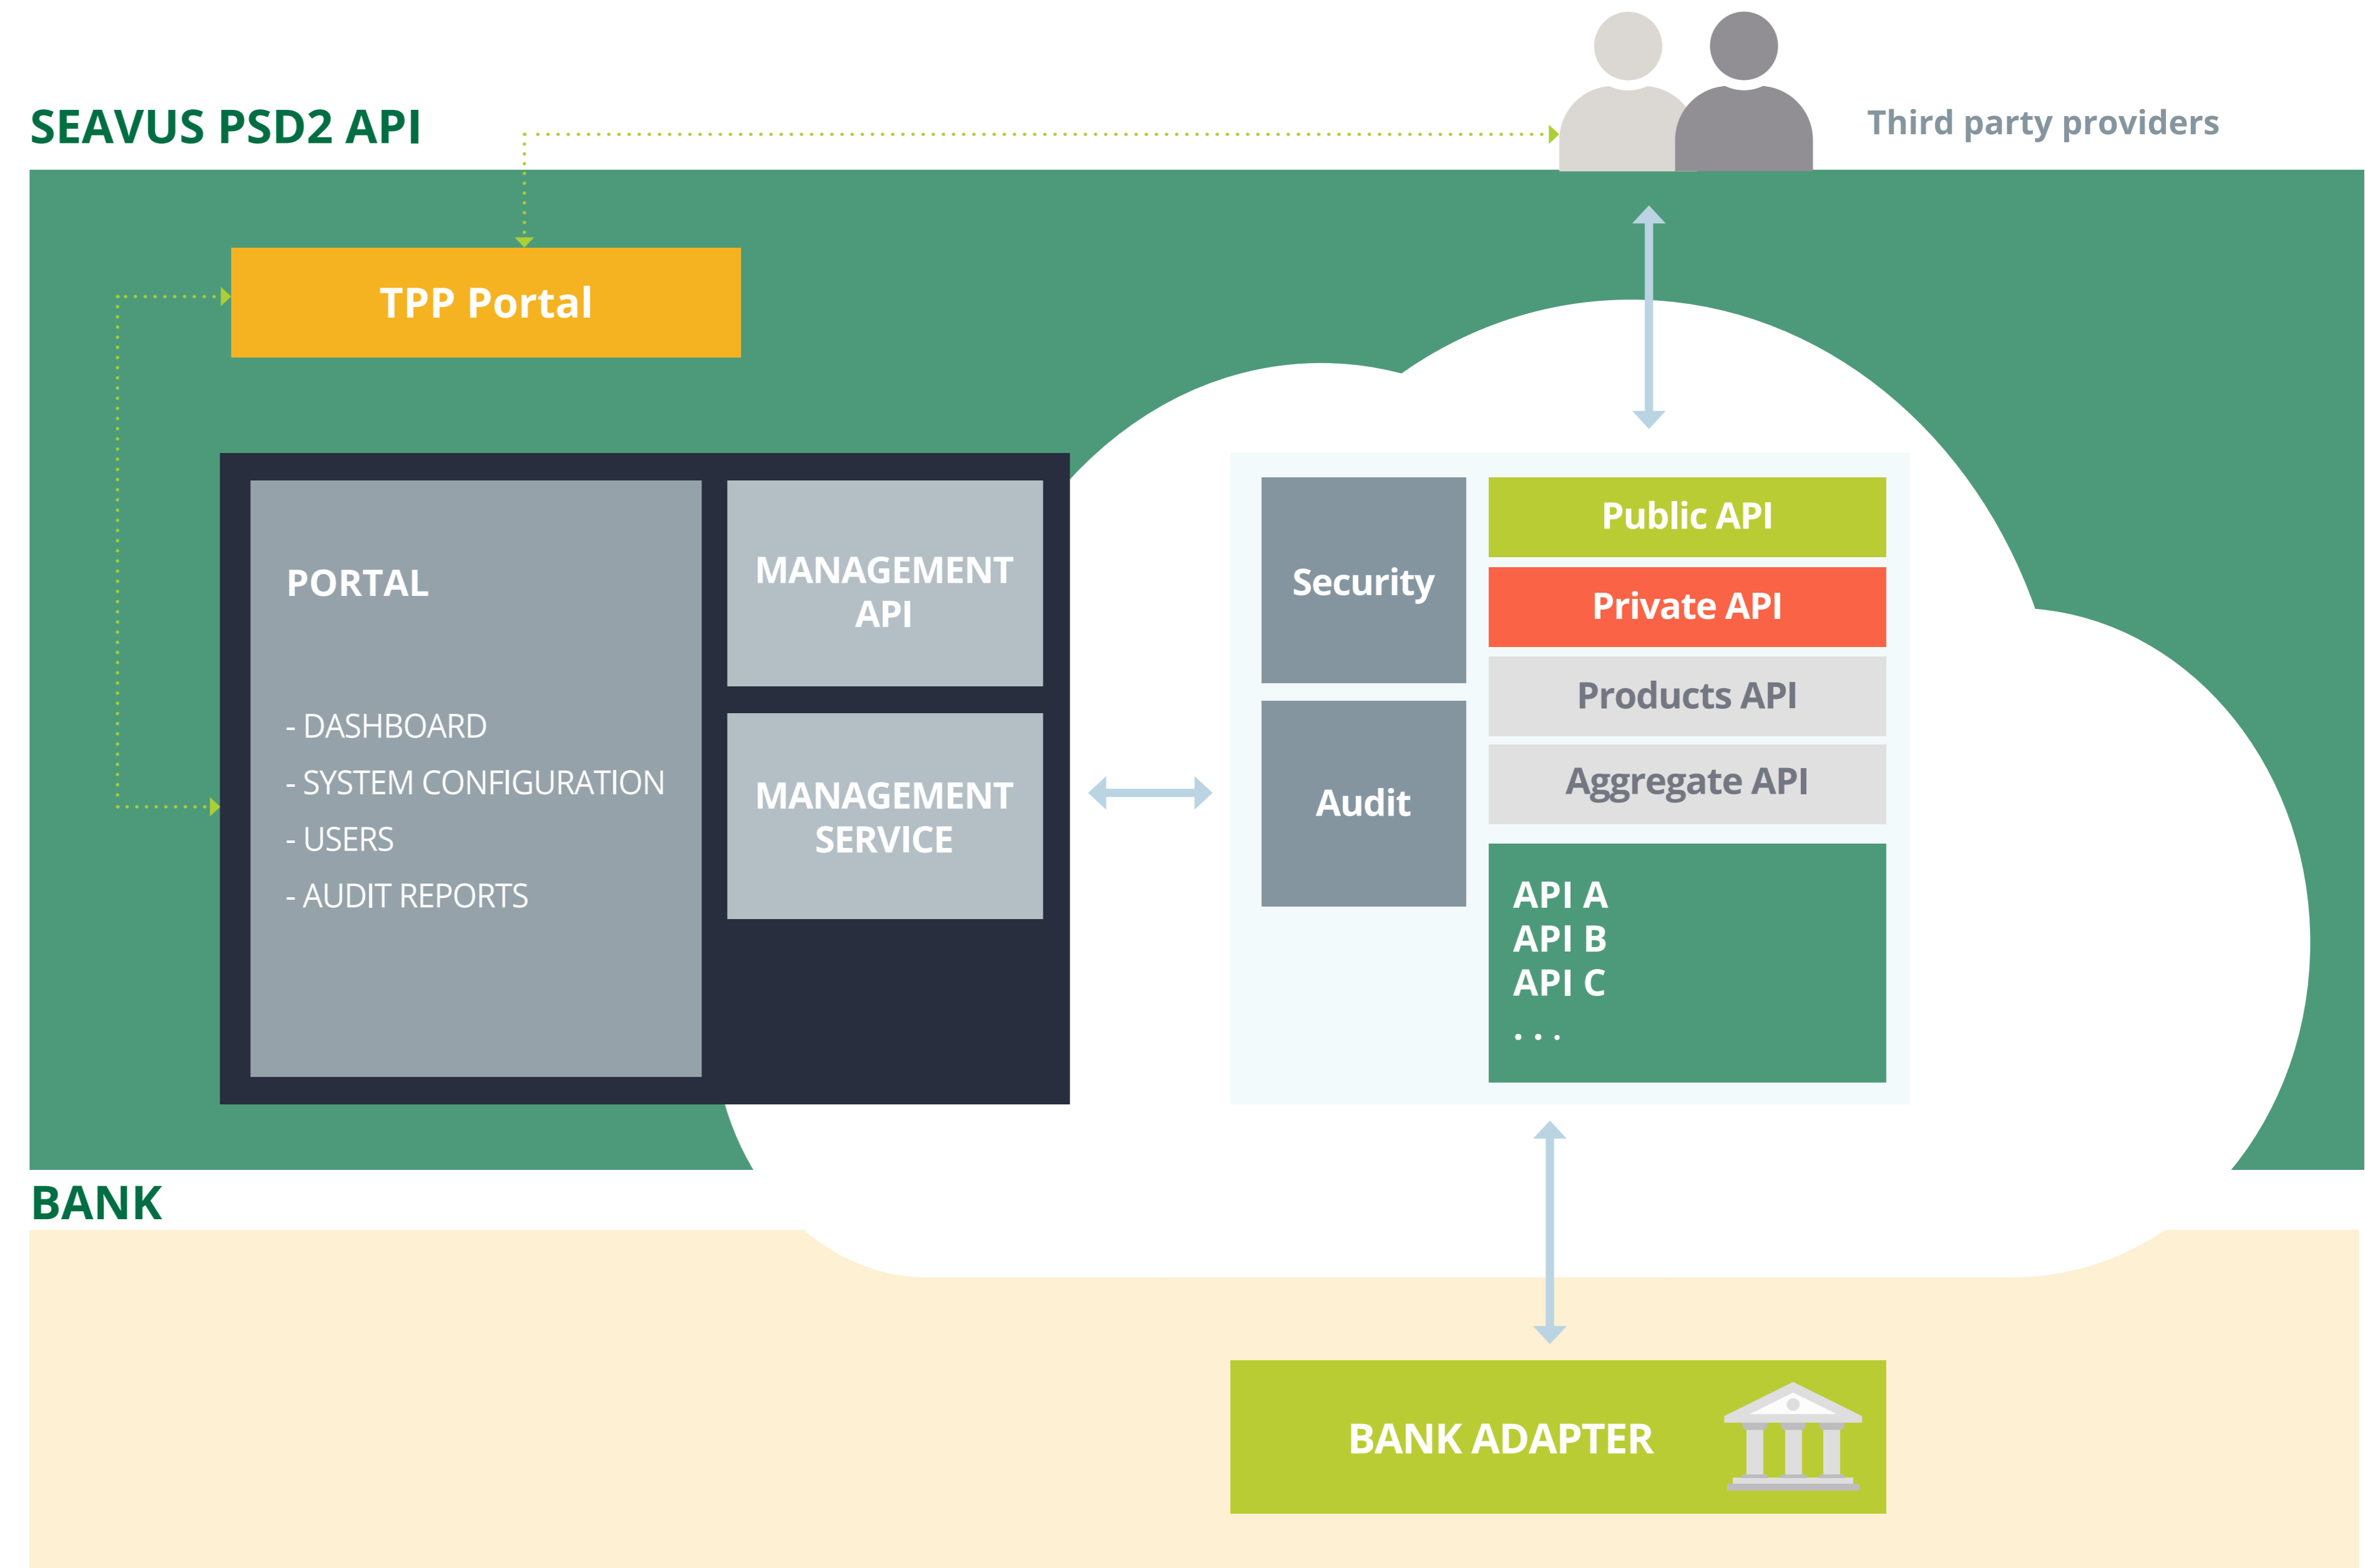 SEAVUS PSD2 API
Third party providers
TPP Portal
PORTAL
- DASHBOARD
- SYSTEM CONFIGURATION
- USERS
- AUDIT REPORTS
MANAGEMENT
API
MANAGEMENT
SERVICE
Security
Audit
Public API
Private API
Products API
Aggregate API
API A
API B
API C
. . .
BANK
BANK ADAPTER